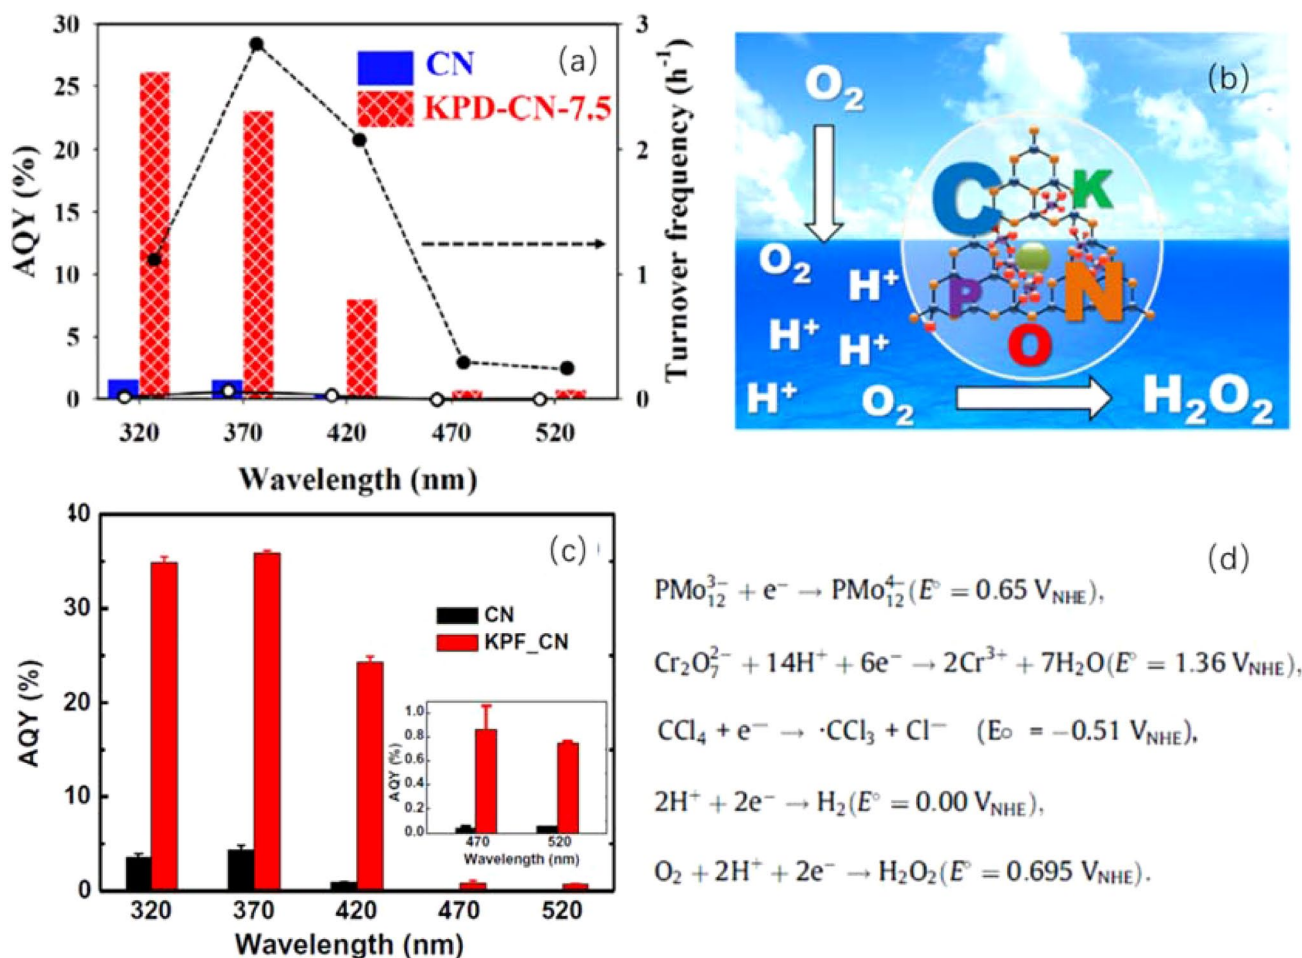 (a)
30
25
20
15
10
5
0
AQY (%)
CN
KPD-CN-7.5
3
2
1
0
Turnover frequency (h⁻¹)
320 370 420 470 520
Wavelength (nm)
(b)
O₂
O₂
H⁺
H⁺
H⁺
H⁺
O₂
C
K
P
N
O
H₂O₂
(c)
40
30
20
10
0
AQY (%)
CN
KPF_CN
1.0
0.8
0.6
0.4
0.2
0.0
AQY (%)
470 520
Wavelength (nm)
320 370 420 470 520
Wavelength (nm)
(d)
PMo₁₂³⁻ + e⁻ → PMo₁₂⁴⁻(E° = 0.65 V_NHE),
Cr₂O₇²⁻ + 14H⁺ + 6e⁻ → 2Cr³⁺ + 7H₂O(E° = 1.36 V_NHE),
CCl₄ + e⁻ → ·CCl₃ + Cl⁻ (E○ = −0.51 V_NHE),
2H⁺ + 2e⁻ → H₂(E° = 0.00 V_NHE),
O₂ + 2H⁺ + 2e⁻ → H₂O₂(E° = 0.695 V_NHE).